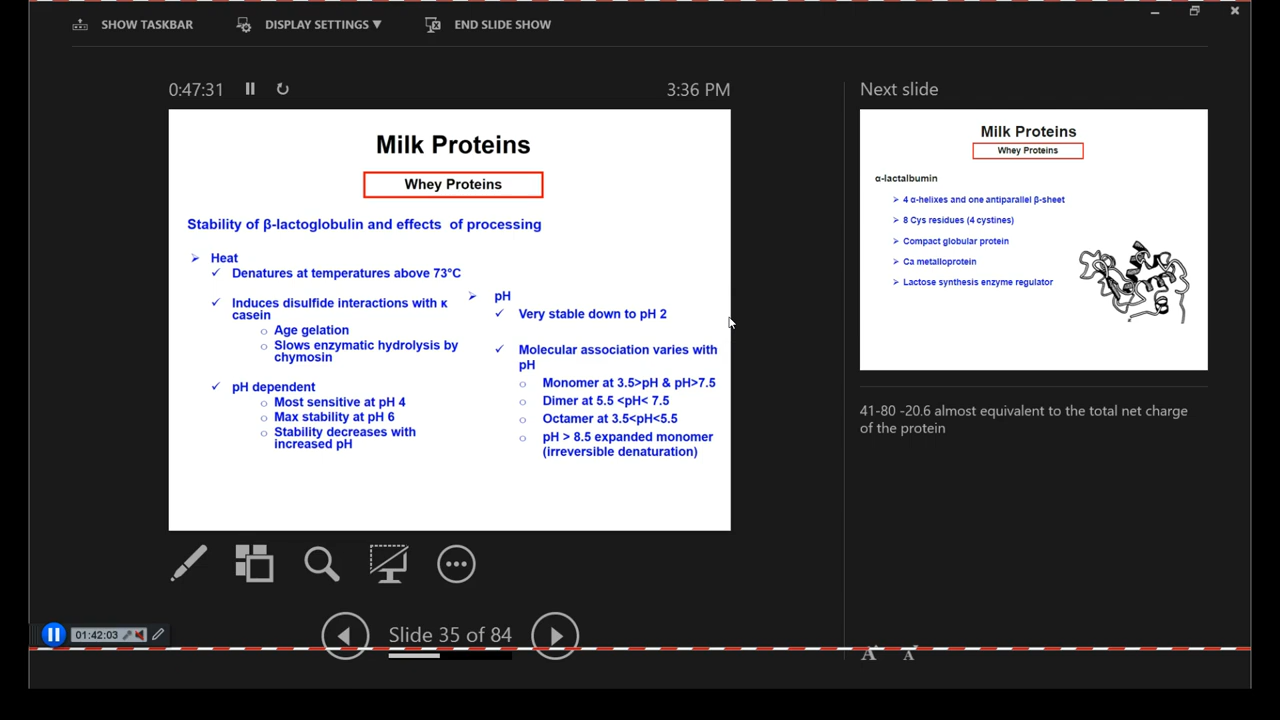 SHOW TASKBAR
DISPLAY SETTINGS ▼
END SLIDE SHOW
0:47:31
3:36 PM
Milk Proteins
Whey Proteins
Stability of β-lactoglobulin and effects of processing
Heat
Denatures at temperatures above 73°C
Induces disulfide interactions with κ
casein
Age gelation
Slows enzymatic hydrolysis by
chymosin
pH dependent
Most sensitive at pH 4
Max stability at pH 6
Stability decreases with
increased pH
pH
Very stable down to pH 2
Molecular association varies with
pH
Monomer at 3.5>pH & pH>7.5
Dimer at 5.5 <pH< 7.5
Octamer at 3.5<pH<5.5
pH > 8.5 expanded monomer
(irreversible denaturation)
Next slide
Milk Proteins
Whey Proteins
α-lactalbumin
4 α-helixes and one antiparallel β-sheet
8 Cys residues (4 cystines)
Compact globular protein
Ca metalloprotein
Lactose synthesis enzyme regulator
41-80 -20.6 almost equivalent to the total net charge
of the protein
01:42:03
Slide 35 of 84
A A